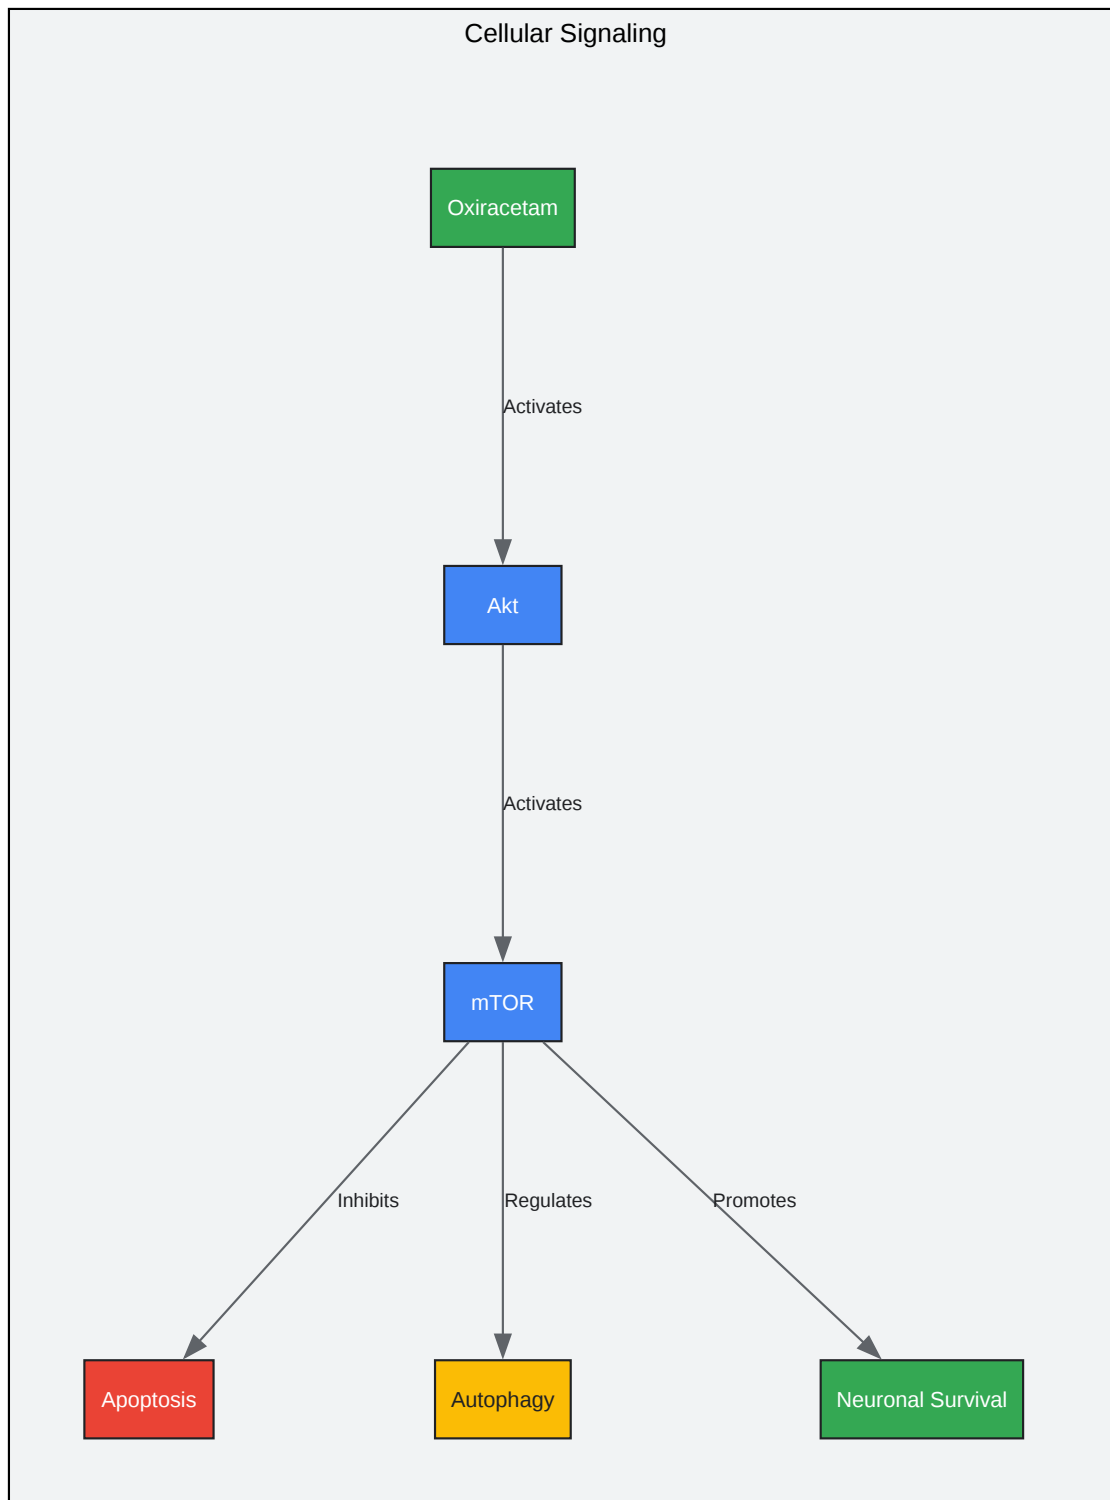 Cellular Signaling
Oxiracetam
Activates
Akt
Activates
mTOR
Inhibits
Regulates
Promotes
Apoptosis
Autophagy
Neuronal Survival